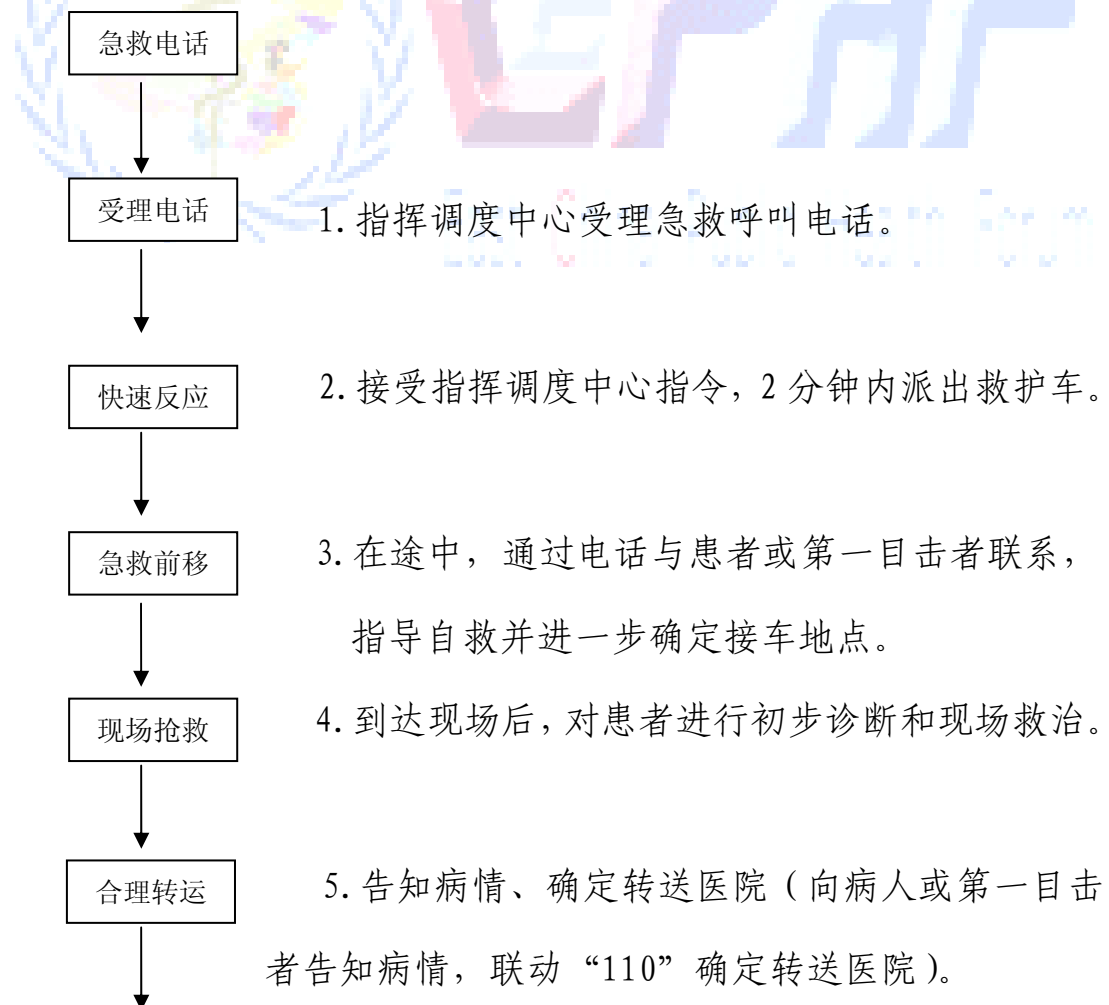 急救电话
受理电话
1.指挥调度中心受理急救呼叫电话。
快速反应
2.接受指挥调度中心指令，2分钟内派出救护车。
急救前移
3.在途中，通过电话与患者或第一目击者联系，
指导自救并进一步确定接车地点。
现场抢救
4.到达现场后，对患者进行初步诊断和现场救治。
合理转运
5.告知病情、确定转送医院（向病人或第一目击
者告知病情，联动“110”确定转送医院）。